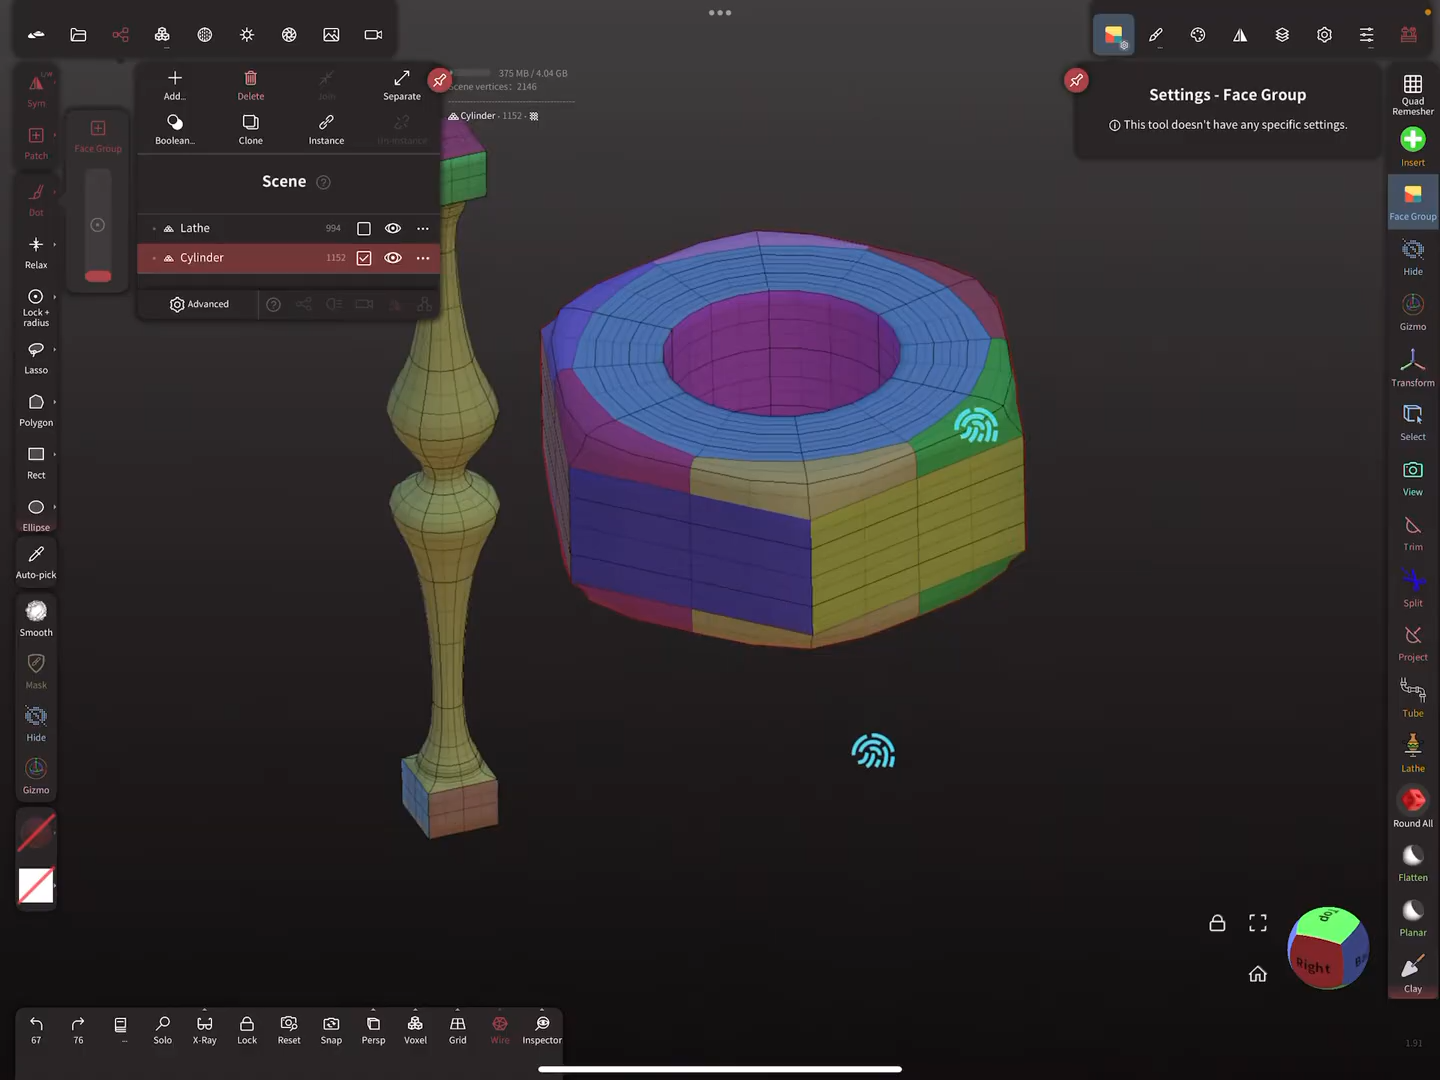 375 MB / 4.04 GB
Scene vertices: 2146
Cylinder - 1152 -
Add...
Delete
Join
Separate
Boolean...
Clone
Instance
Un-instance
Scene
Lathe 994
Cylinder 1152
Advanced
Settings - Face Group
This tool doesn't have any specific settings.
L/W
Sym
Patch
Face Group
Dot
Relax
Lock +
radius
Lasso
Polygon
Rect
Ellipse
Auto-pick
Smooth
Mask
Hide
Gizmo
Quad
Remesher
Insert
Face Group
Hide
Gizmo
Transform
Select
View
Trim
Split
Project
Tube
Lathe
Round All
Flatten
Planar
Clay
Top
Right
67
76
...
Solo
X-Ray
Lock
Reset
Snap
Persp
Voxel
Grid
Wire
Inspector
1.91